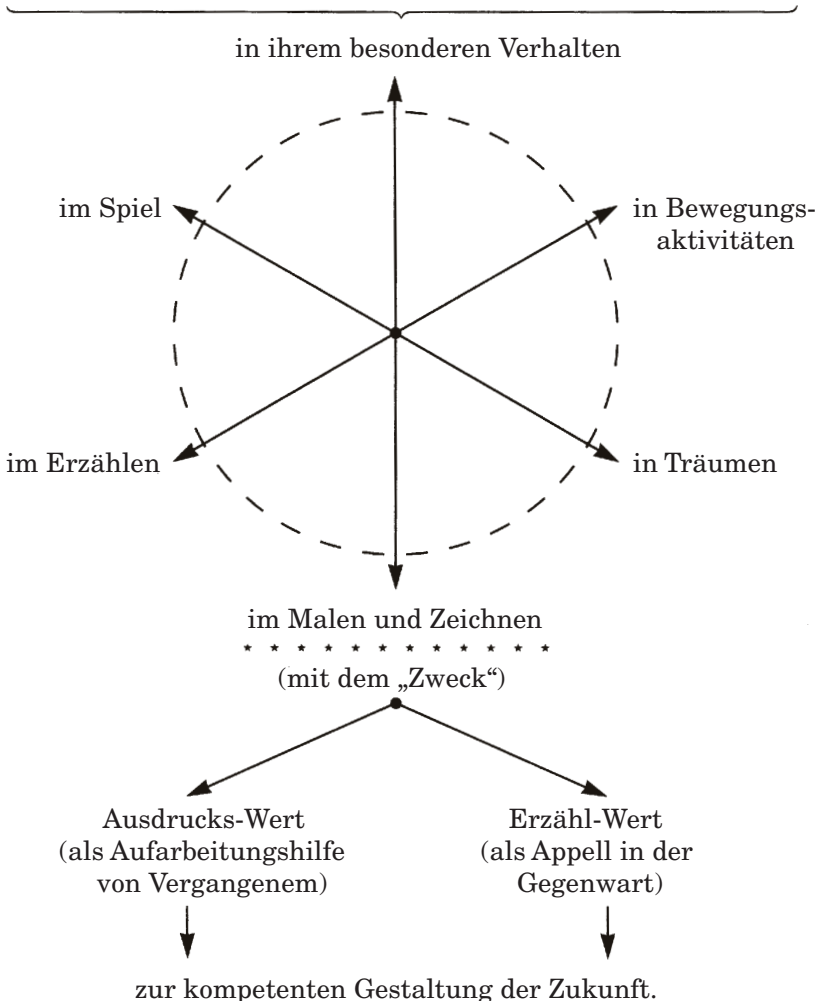 in ihrem besonderen Verhalten
im Spiel
in Bewegungs-
aktivitäten
im Erzählen
in Träumen
im Malen und Zeichnen
* * * * * * * * * * * *
(mit dem „Zweck“)
Ausdrucks-Wert
(als Aufarbeitungshilfe
von Vergangenem)
Erzähl-Wert
(als Appell in der
Gegenwart)
zur kompetenten Gestaltung der Zukunft.